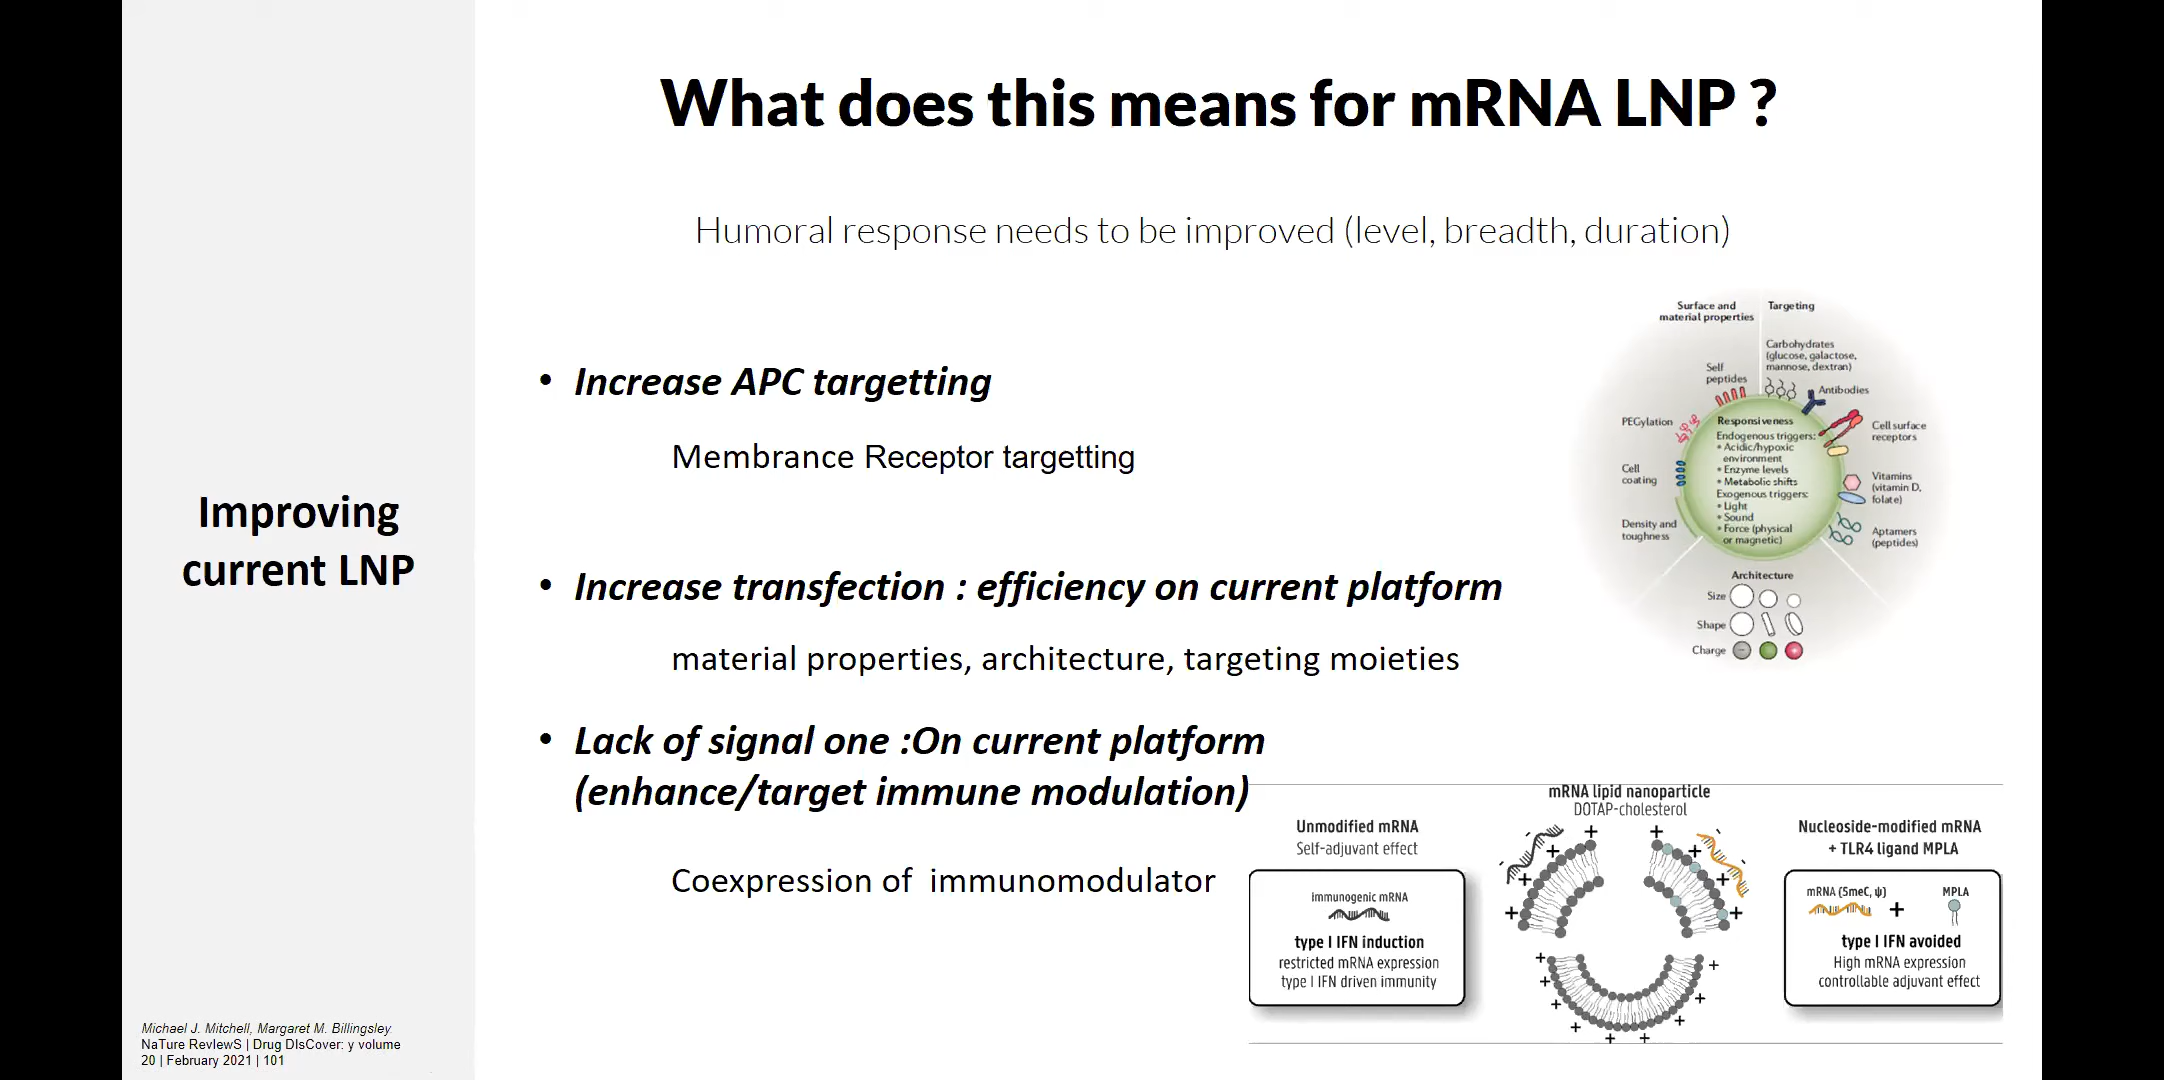 What does this means for mRNA LNP ?
Humoral response needs to be improved (level, breadth, duration)
Improving
current LNP
• Increase APC targetting
Membrance Receptor targetting
• Increase transfection : efficiency on current platform
material properties, architecture, targeting moieties
• Lack of signal one :On current platform
(enhance/target immune modulation)
Coexpression of immunomodulator
Surface and
material properties
Targeting
Carbohydrates
(glucose, galactose,
mannose, dextran)
Self
peptides
Antibodies
PEGylation
Cell surface
receptors
Cell
coating
Vitamins
(vitamin D,
folate)
Density and
toughness
Aptamers
(peptides)
Responsiveness
Endogenous triggers:
• Acidic/hypoxic
environment
• Enzyme levels
• Metabolic shifts
Exogenous triggers:
• Light
• Sound
• Force (physical
or magnetic)
Architecture
Size
Shape
Charge
mRNA lipid nanoparticle
DOTAP-cholesterol
Unmodified mRNA
Self-adjuvant effect
immunogenic mRNA
type I IFN induction
restricted mRNA expression
type I IFN driven immunity
Nucleoside-modified mRNA
+ TLR4 ligand MPLA
mRNA (5meC, ψ)
+
MPLA
type I IFN avoided
High mRNA expression
controllable adjuvant effect
Michael J. Mitchell, Margaret M. Billingsley
NaTure RevIewS | Drug DIsCover: y volume
20 | February 2021 | 101